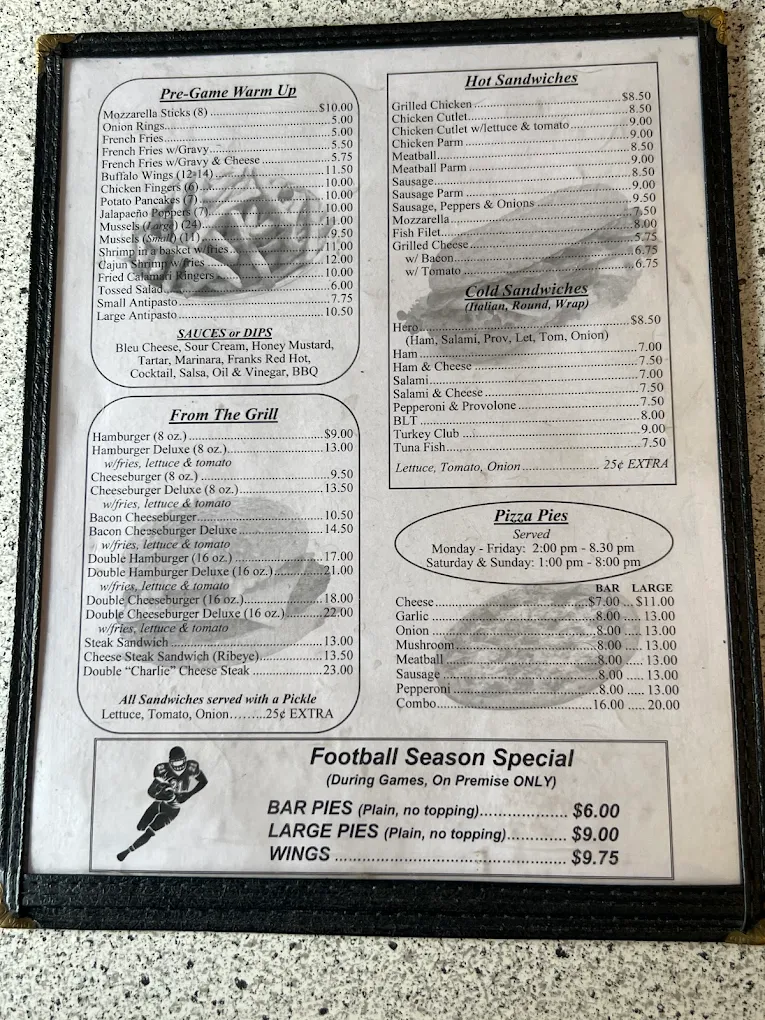 Pre-Game Warm Up
Mozzarella Sticks (8) ........ $10.00
Onion Rings........ 5.00
French Fries........ 5.00
French Fries w/Gravy........ 5.50
French Fries w/Gravy & Cheese ........ 5.75
Buffalo Wings (12-14)........ 11.50
Chicken Fingers (6)........ 10.00
Potato Pancakes (7)........ 10.00
Jalapaeño Poppers (7)........ 10.00
Mussels (Large) (24)........ 11.00
Mussels (Small) (11)........ 9.50
Shrimp in a basket w/fries........ 11.00
Cajun Shrimp w/fries........ 12.00
Fried Calamari Ringers........ 10.00
Tossed Salad........ 6.00
Small Antipasto........ 7.75
Large Antipasto........ 10.50
SAUCES or DIPS
Bleu Cheese, Sour Cream, Honey Mustard,
Tartar, Marinara, Franks Red Hot,
Cocktail, Salsa, Oil & Vinegar, BBQ
From The Grill
Hamburger (8 oz.)........ $9.00
Hamburger Deluxe (8 oz.)........ 13.00
w/fries, lettuce & tomato
Cheeseburger (8 oz.)........ 9.50
Cheeseburger Deluxe (8 oz.)........ 13.50
w/fries, lettuce & tomato
Bacon Cheeseburger........ 10.50
Bacon Cheeseburger Deluxe ........ 14.50
w/fries, lettuce & tomato
Double Hamburger (16 oz.) ........ 17.00
Double Hamburger Deluxe (16 oz.)........ 21.00
w/fries, lettuce & tomato
Double Cheeseburger (16 oz.)........ 18.00
Double Cheeseburger Deluxe (16 oz.)........ 22.00
w/fries, lettuce & tomato
Steak Sandwich ........ 13.00
Cheese Steak Sandwich (Ribeye)........ 13.50
Double "Charlie" Cheese Steak ........ 23.00
All Sandwiches served with a Pickle
Lettuce, Tomato, Onion.........25¢ EXTRA
Hot Sandwiches
Grilled Chicken ........ $8.50
Chicken Cutlet........ 8.50
Chicken Cutlet w/lettuce & tomato........ 9.00
Chicken Parm ........ 9.00
Meatball........ 8.50
Meatball Parm ........ 9.00
Sausage........ 8.50
Sausage Parm ........ 9.00
Sausage, Peppers & Onions ........ 9.50
Mozzarella ........ 7.50
Fish Filet........ 8.00
Grilled Cheese........ 5.75
w/ Bacon........ 6.75
w/ Tomato ........ 6.75
Cold Sandwiches
(Italian, Round, Wrap)
Hero ........ $8.50
(Ham, Salami, Prov, Let, Tom, Onion)
Ham ........ 7.00
Ham & Cheese ........ 7.50
Salami........ 7.00
Salami & Cheese ........ 7.50
Pepperoni & Provolone........ 7.50
BLT ........ 8.00
Turkey Club ........ 9.00
Tuna Fish........ 7.50
Lettuce, Tomato, Onion........ 25¢ EXTRA
Pizza Pies
Served
Monday - Friday: 2:00 pm - 8.30 pm
Saturday & Sunday: 1:00 pm - 8:00 pm
BAR LARGE
Cheese........ $7.00 ... $11.00
Garlic ........ 8.00 ..... 13.00
Onion ........ 8.00 ..... 13.00
Mushroom........ 8.00 ..... 13.00
Meatball ........ 8.00 ..... 13.00
Sausage ........ 8.00 ..... 13.00
Pepperoni ........ 8.00 ..... 13.00
Combo........ 16.00 ..... 20.00
Football Season Special
(During Games, On Premise ONLY)
BAR PIES (Plain, no topping)........ $6.00
LARGE PIES (Plain, no topping)........ $9.00
WINGS ........ $9.75